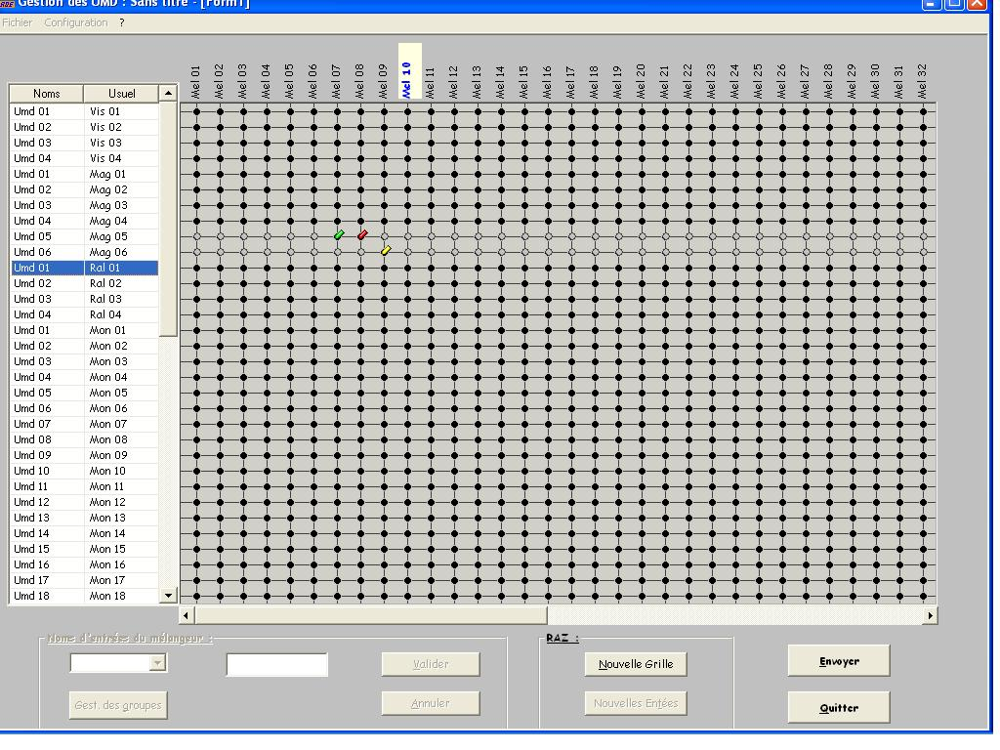 Gestion des UMD : Sans titre - [Form1]
Fichier Configuration ?
Mel 01 Mel 02 Mel 03 Mel 04 Mel 05 Mel 06 Mel 07 Mel 08 Mel 09 Mel 10 Mel 11 Mel 12 Mel 13 Mel 14 Mel 15 Mel 16 Mel 17 Mel 18 Mel 19 Mel 20 Mel 21 Mel 22 Mel 23 Mel 24 Mel 25 Mel 26 Mel 27 Mel 28 Mel 29 Mel 30 Mel 31 Mel 32
Noms Usuel
Umd 01 Vis 01
Umd 02 Vis 02
Umd 03 Vis 03
Umd 04 Vis 04
Umd 01 Mag 01
Umd 02 Mag 02
Umd 03 Mag 03
Umd 04 Mag 04
Umd 05 Mag 05
Umd 06 Mag 06
Umd 01 Ral 01
Umd 02 Ral 02
Umd 03 Ral 03
Umd 04 Ral 04
Umd 01 Mon 01
Umd 02 Mon 02
Umd 03 Mon 03
Umd 04 Mon 04
Umd 05 Mon 05
Umd 06 Mon 06
Umd 07 Mon 07
Umd 08 Mon 08
Umd 09 Mon 09
Umd 10 Mon 10
Umd 11 Mon 11
Umd 12 Mon 12
Umd 13 Mon 13
Umd 14 Mon 14
Umd 15 Mon 15
Umd 16 Mon 16
Umd 17 Mon 17
Umd 18 Mon 18
Noms d'entrées du mélangeur :
Valider
Gest. des groupes
Annuler
RAZ :
Nouvelle Grille
Nouvelles Entées
Envoyer
Quitter